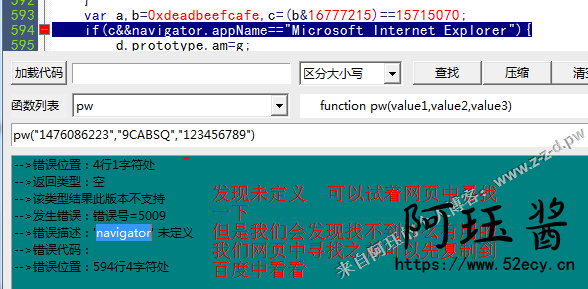 592
593 }
var a,b=0xdeadbeefcafe,c=(b&16777215)==15715070;
594 if(c&&navigator.appName=="Microsoft Internet Explorer"){
595 d.prototype.am=g;
加载代码 区分大小写 查找 压缩
函数列表 pw function pw(value1,value2,value3)
pw("1476086223","9CABSQ","123456789")
-->错误位置：4行1字符处
-->返回类型：空
-->该类型结果此版本不支持
-->发生错误：错误号=5009
-->错误描述：'navigator' 未定义
-->错误代码：
-->错误位置：594行4字符处
发现未定义 可以试着网页中寻找
一下
但是我们会发现找不到
我们网页中寻找之 可以先复制到
百度中看看
来自阿珏 博客-www.z-z-d.pw
阿珏酱
https://www.52ecy.cn